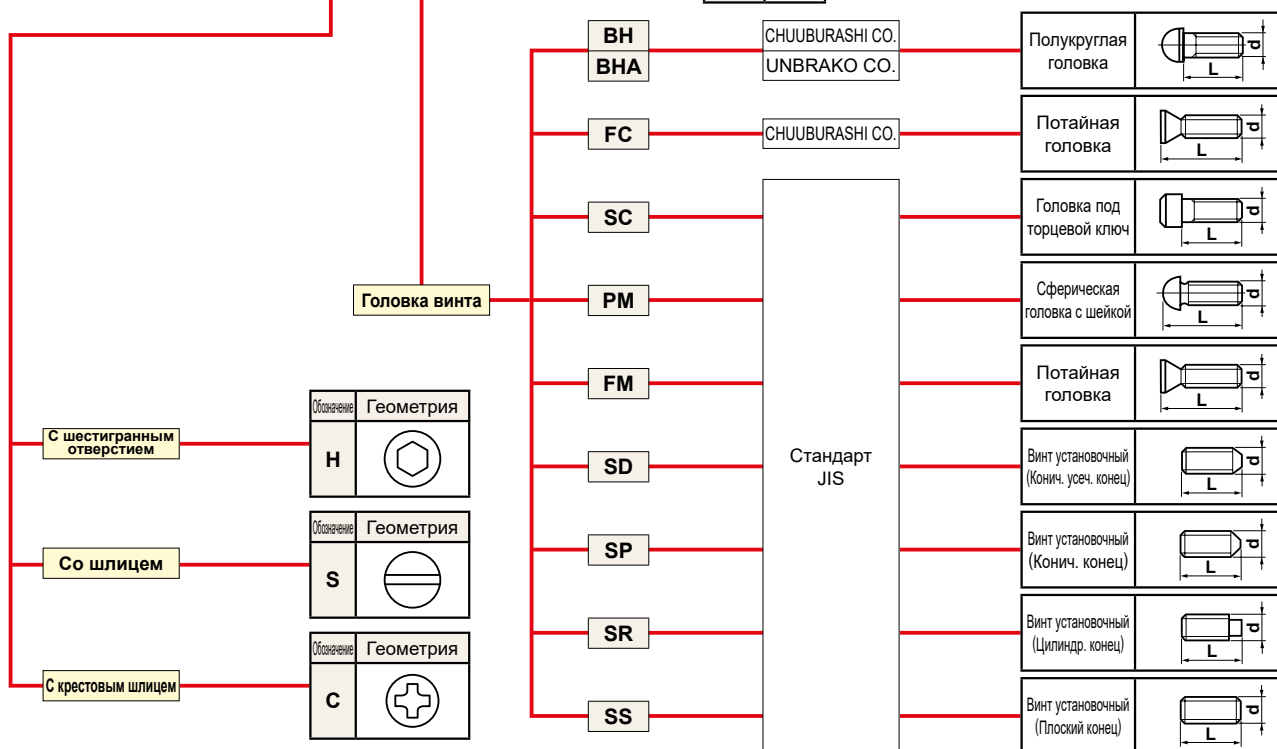 BH
CHUUBURASHI CO.
BHA
UNBRAKO CO.
Полукруглая
головка
d
L
FC
CHUUBURASHI CO.
Потайная
головка
d
L
SC
Головка под
торцевой ключ
d
L
Головка винта
PM
Сферическая
головка с шейкой
d
L
FM
Потайная
головка
d
L
Обозначение Геометрия
С шестигранным
отверстием
H
SD
Стандарт
JIS
Винт установочный
(Конич. усеч. конец)
d
L
Обозначение Геометрия
Со шлицем
S
SP
Винт установочный
(Конич. конец)
d
L
SR
Винт установочный
(Цилиндр. конец)
d
L
Обозначение Геометрия
С крестовым шлицем
C
SS
Винт установочный
(Плоский конец)
d
L